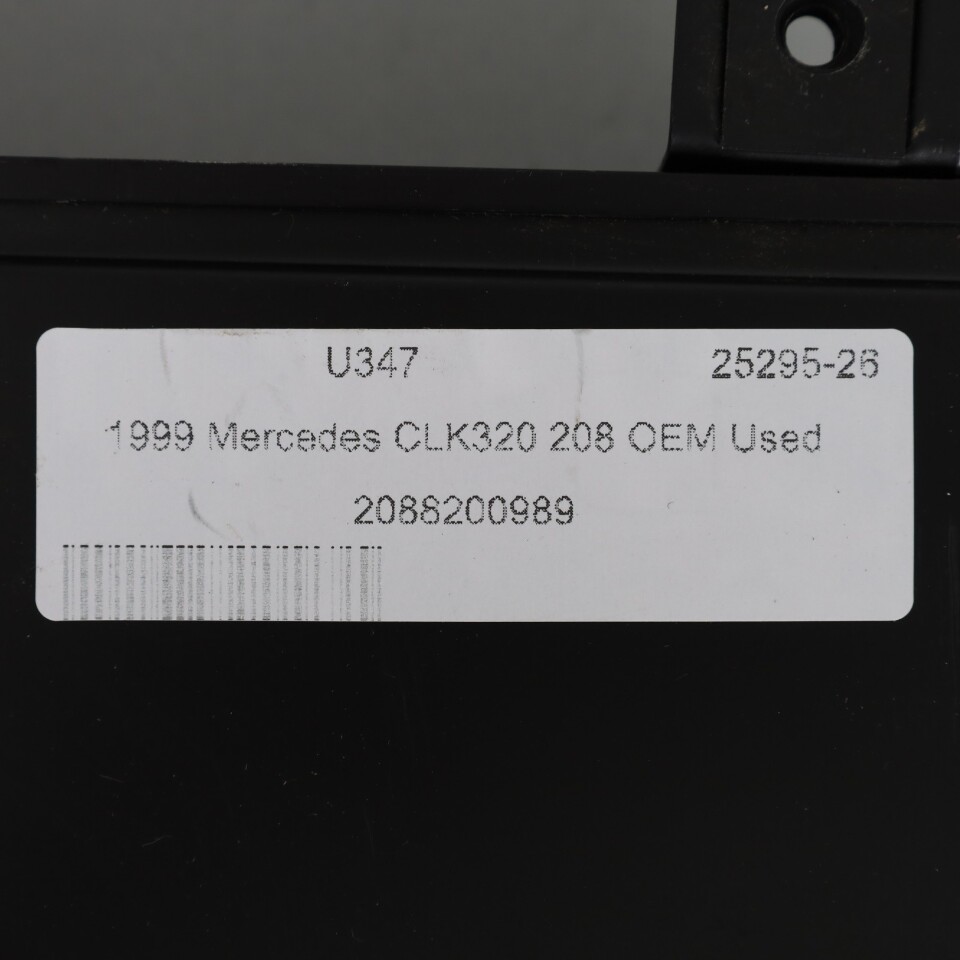 U347 25295-26
1999 Mercedes CLK320 208 OEM Used
2088200989